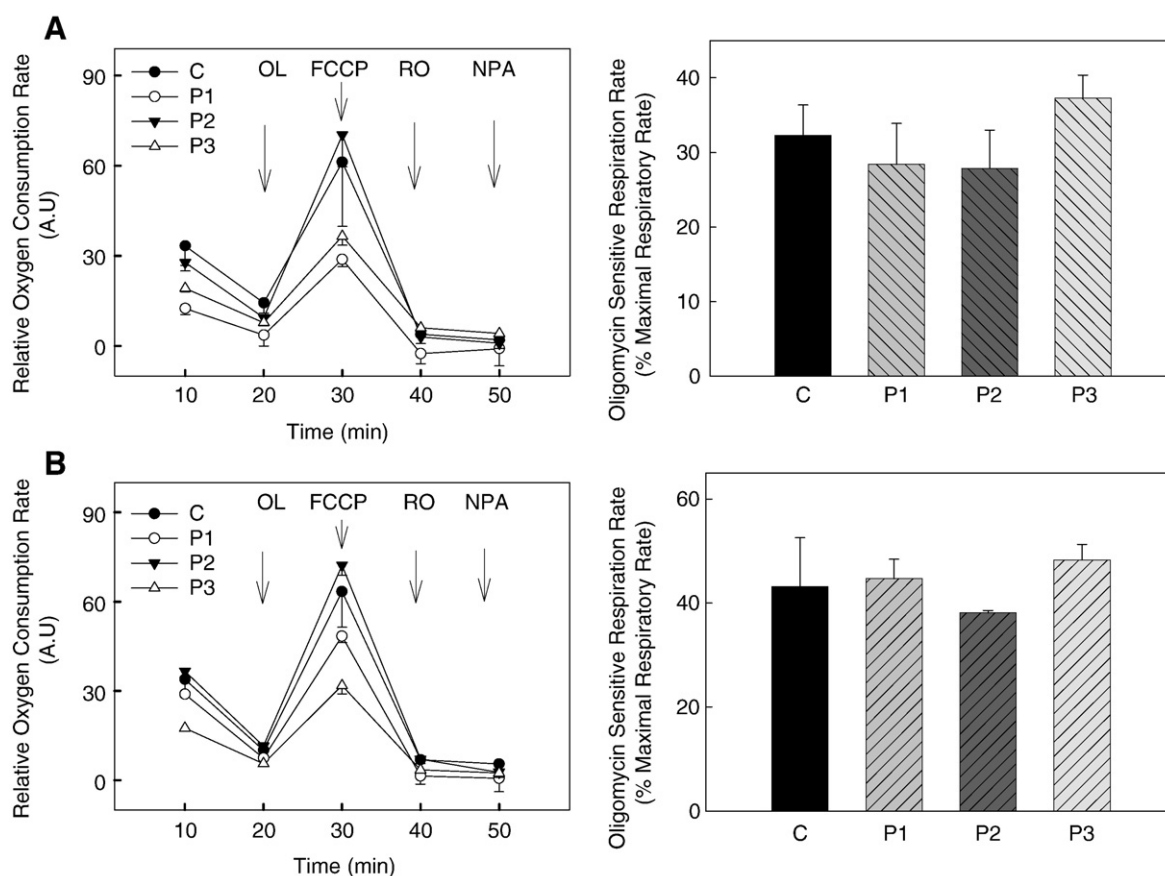 A
Relative Oxygen Consumption Rate
(A.U)
90
60
30
0
C
P1
P2
P3
OL FCCP RO NPA
10 20 30 40 50
Time (min)
Oligomycin Sensitive Respiration Rate
(% Maximal Respiratory Rate)
40
30
20
10
0
C P1 P2 P3
B
Relative Oxygen Consumption Rate
(A.U)
90
60
30
0
C
P1
P2
P3
OL FCCP RO NPA
10 20 30 40 50
Time (min)
Oligomycin Sensitive Respiration Rate
(% Maximal Respiratory Rate)
60
40
20
0
C P1 P2 P3